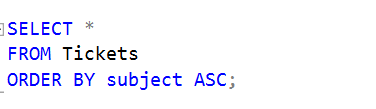 SELECT *
FROM Tickets
ORDER BY subject ASC;